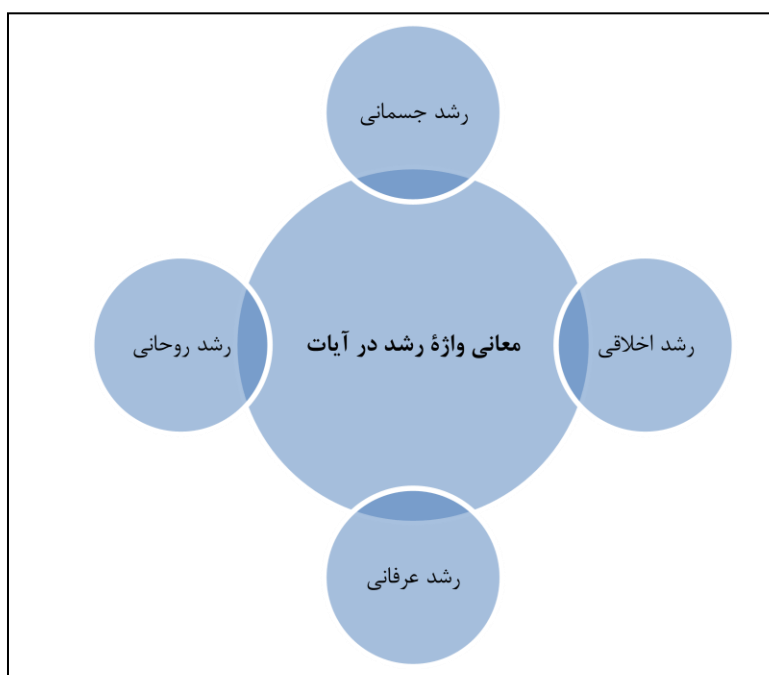 رشد جسمانی
رشد اخلاقی
معانی واژۀ رشد در آیات
رشد روحانی
رشد عرفانی